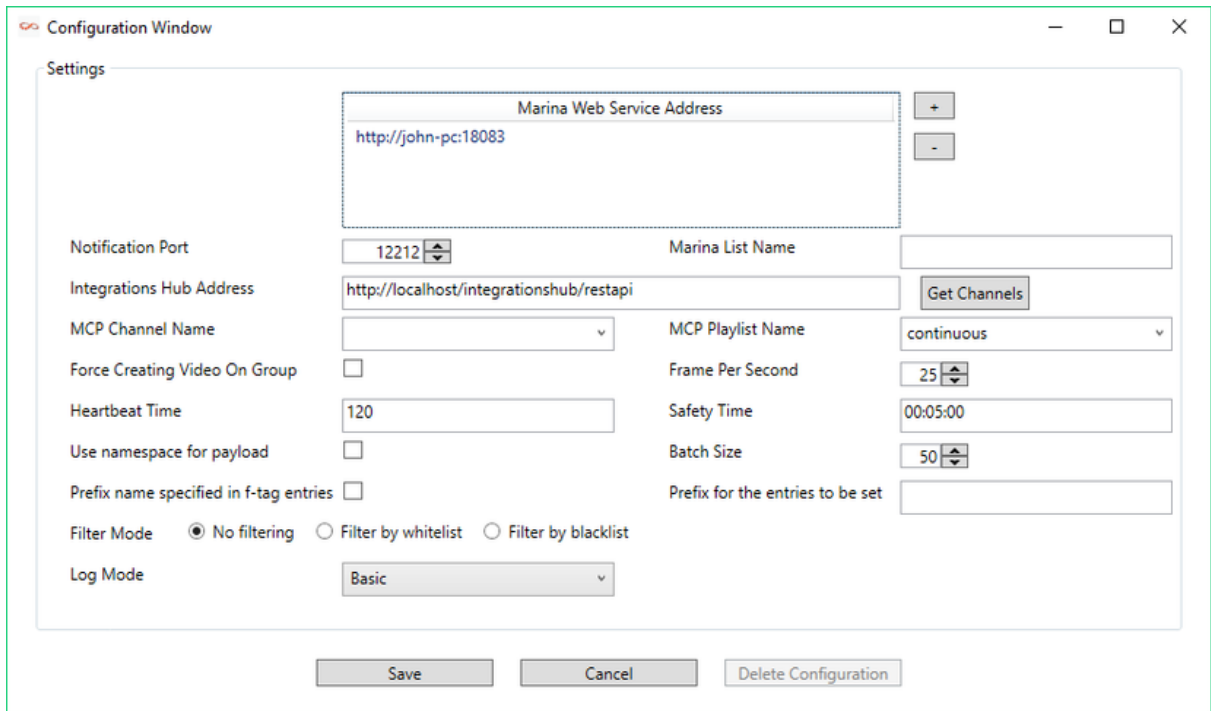 Configuration Window
Settings
Marina Web Service Address
+
http://john-pc:18083
-
Notification Port 12212 Marina List Name
Integrations Hub Address http://localhost/integrationshub/restapi Get Channels
MCP Channel Name MCP Playlist Name continuous
Force Creating Video On Group Frame Per Second 25
Heartbeat Time 120 Safety Time 00:05:00
Use namespace for payload Batch Size 50
Prefix name specified in f-tag entries Prefix for the entries to be set
Filter Mode No filtering Filter by whitelist Filter by blacklist
Log Mode Basic
Save Cancel Delete Configuration